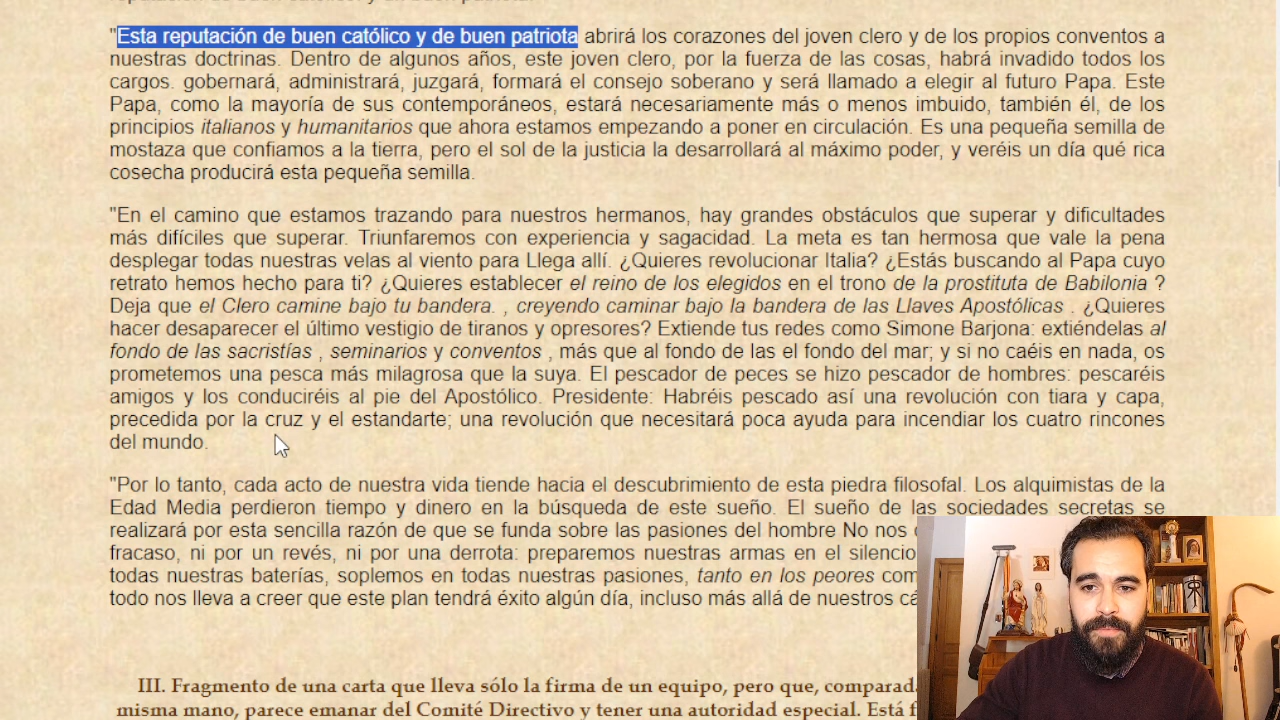 "Esta reputación de buen católico y de buen patriota abrirá los corazones del joven clero y de los propios conventos a
nuestras doctrinas. Dentro de algunos años, este joven clero, por la fuerza de las cosas, habrá invadido todos los
cargos. gobernará, administrará, juzgará, formará el consejo soberano y será llamado a elegir al futuro Papa. Este
Papa, como la mayoría de sus contemporáneos, estará necesariamente más o menos imbuido, también él, de los
principios italianos y humanitarios que ahora estamos empezando a poner en circulación. Es una pequeña semilla de
mostaza que confiamos a la tierra, pero el sol de la justicia la desarrollará al máximo poder, y veréis un día qué rica
cosecha producirá esta pequeña semilla.
"En el camino que estamos trazando para nuestros hermanos, hay grandes obstáculos que superar y dificultades
más difíciles que superar. Triunfaremos con experiencia y sagacidad. La meta es tan hermosa que vale la pena
desplegar todas nuestras velas al viento para Llega allí. ¿Quieres revolucionar Italia? ¿Estás buscando al Papa cuyo
retrato hemos hecho para ti? ¿Quieres establecer el reino de los elegidos en el trono de la prostituta de Babilonia ?
Deja que el Clero camine bajo tu bandera. , creyendo caminar bajo la bandera de las Llaves Apostólicas . ¿Quieres
hacer desaparecer el último vestigio de tiranos y opresores? Extiende tus redes como Simone Barjona: extiéndelas al
fondo de las sacristías , seminarios y conventos , más que al fondo de las el fondo del mar; y si no caéis en nada, os
prometemos una pesca más milagrosa que la suya. El pescador de peces se hizo pescador de hombres: pescaréis
amigos y los conduciréis al pie del Apostólico. Presidente: Habréis pescado así una revolución con tiara y capa,
precedida por la cruz y el estandarte; una revolución que necesitará poca ayuda para incendiar los cuatro rincones
del mundo.
"Por lo tanto, cada acto de nuestra vida tiende hacia el descubrimiento de esta piedra filosofal. Los alquimistas de la
Edad Media perdieron tiempo y dinero en la búsqueda de este sueño. El sueño de las sociedades secretas se
realizará por esta sencilla razón de que se funda sobre las pasiones del hombre No nos
fracaso, ni por un revés, ni por una derrota: preparemos nuestras armas en el silencio
todas nuestras baterías, soplemos en todas nuestras pasiones, tanto en los peores com
todo nos lleva a creer que este plan tendrá éxito algún día, incluso más allá de nuestros cá
III. Fragmento de una carta que lleva sólo la firma de un equipo, pero que, comparada
misma mano, parece emanar del Comité Directivo y tener una autoridad especial. Está f